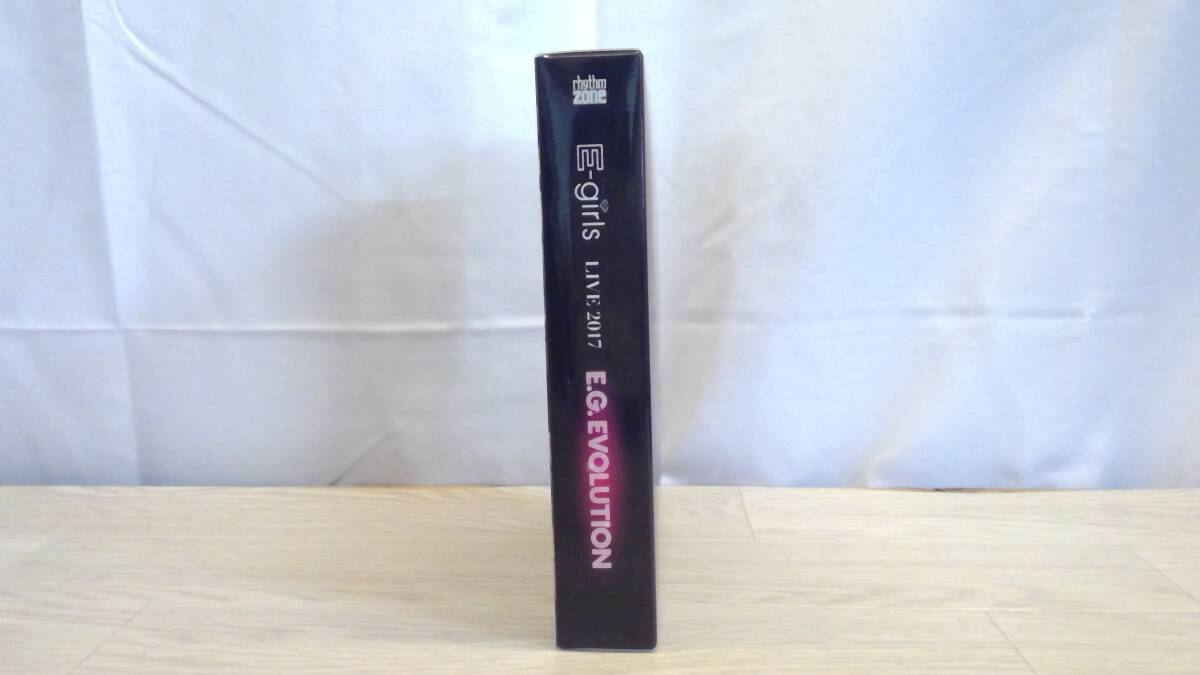 rhythm
zone
E-girls LIVE 2017 E.G. EVOLUTION